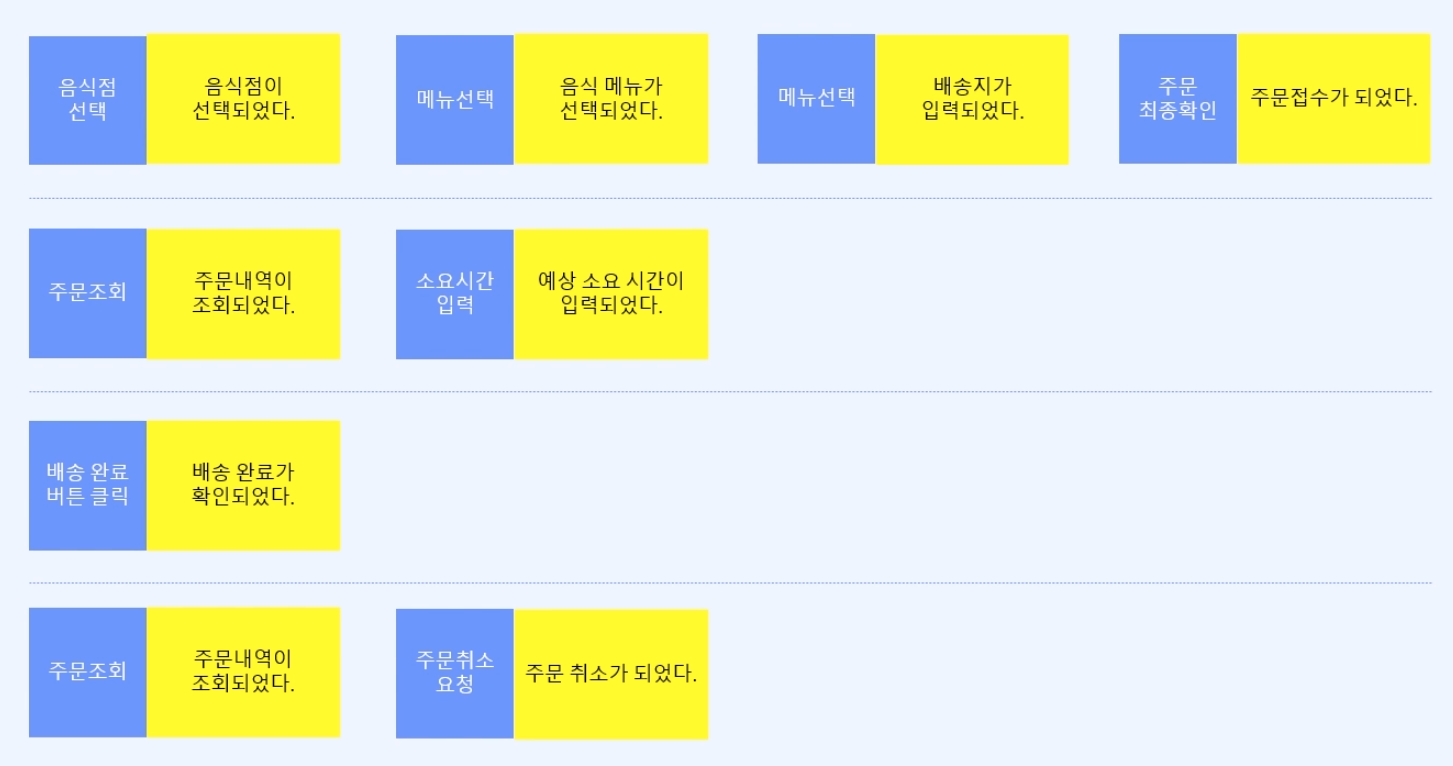 음식점
선택
음식점이
선택되었다.
메뉴선택
음식 메뉴가
선택되었다.
메뉴선택
배송지가
입력되었다.
주문
최종확인
주문접수가 되었다.
주문조회
주문내역이
조회되었다.
소요시간
입력
예상 소요 시간이
입력되었다.
배송 완료
버튼 클릭
배송 완료가
확인되었다.
주문조회
주문내역이
조회되었다.
주문취소
요청
주문 취소가 되었다.